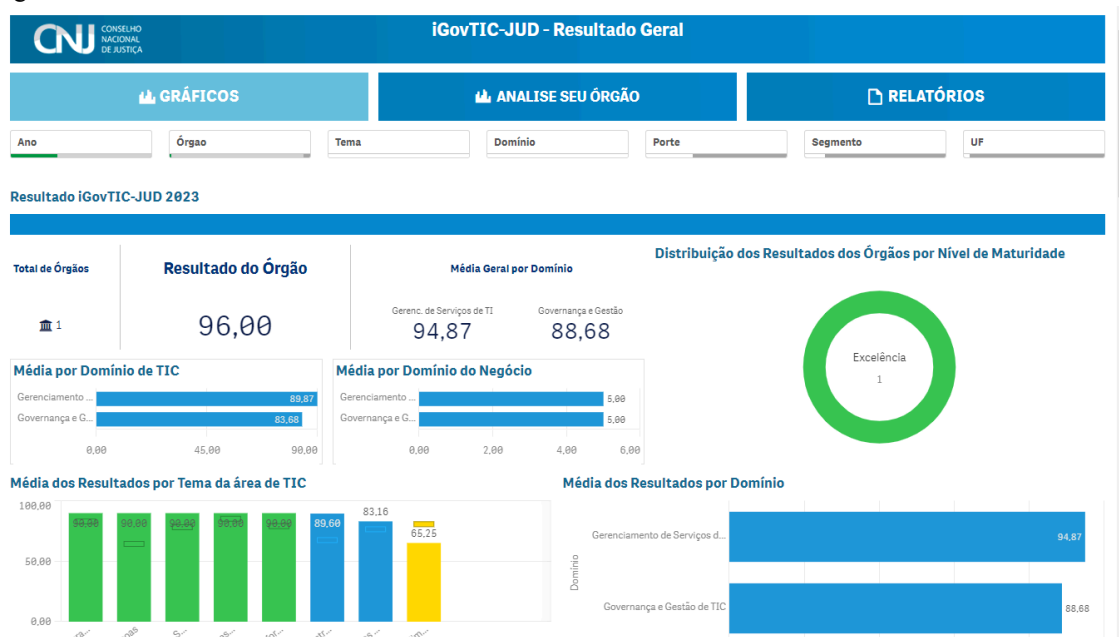 CNJ CONSELHO NACIONAL DE JUSTIÇA
iGovTIC-JUD - Resultado Geral
GRÁFICOS
ANALISE SEU ÓRGÃO
RELATÓRIOS
Ano
Órgao
Tema
Domínio
Porte
Segmento
UF
Resultado iGovTIC-JUD 2023
Total de Órgãos
1
Resultado do Órgão
96,00
Média Geral por Domínio
Gerenc. de Serviços de TI
94,87
Governança e Gestão
88,68
Distribuição dos Resultados dos Órgãos por Nível de Maturidade
Excelência
1
Média por Domínio de TIC
Gerenciamento ...
89,87
Governança e G...
83,68
0,00 45,00 90,00
Média por Domínio do Negócio
Gerenciamento ...
5,00
Governança e G...
5,00
0,00 2,00 4,00 6,00
Média dos Resultados por Tema da área de TIC
100,00
50,00
0,00
90,00 90,00 90,00 90,00 90,00 89,60 83,16 65,25
Média dos Resultados por Domínio
Domínio
Gerenciamento de Serviços d...
94,87
Governança e Gestão de TIC
88,68